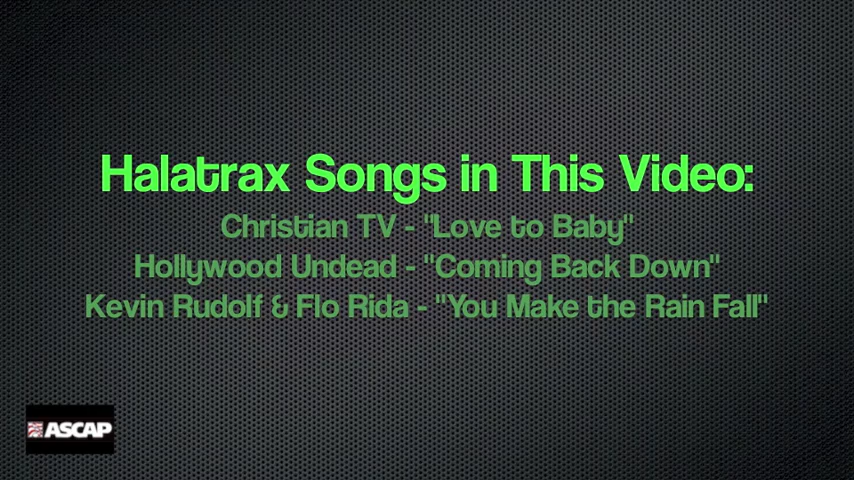 Halatrax Songs in This Video:
Christian TV - "Love to Baby"
Hollywood Undead - "Coming Back Down"
Kevin Rudolf & Flo Rida - "You Make the Rain Fall"
ASCAP